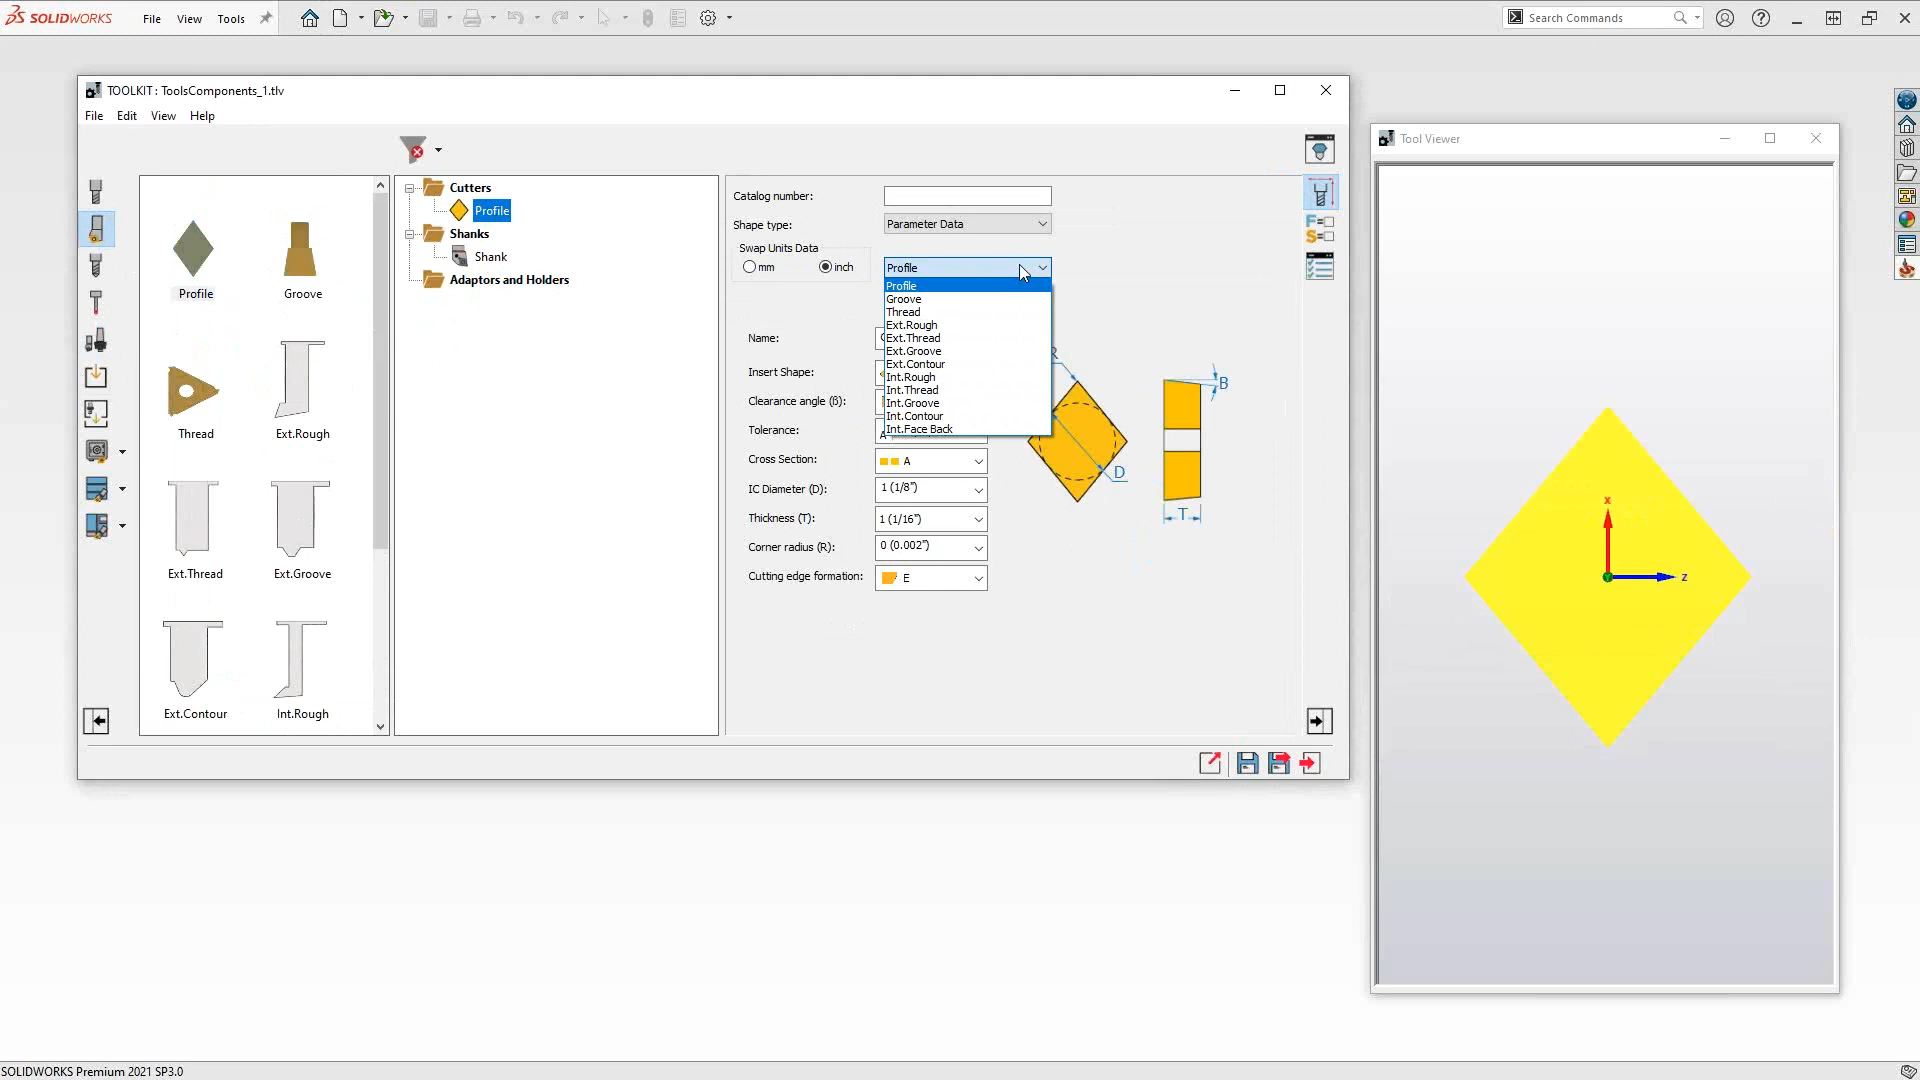 SOLIDWORKS
File View Tools
Search Commands
TOOLKIT : ToolsComponents_1.tlv
File Edit View Help
Tool Viewer
Profile
Groove
Thread
Ext.Rough
Ext.Thread
Ext.Groove
Ext.Contour
Int.Rough
Cutters
Profile
Shanks
Shank
Adaptors and Holders
Catalog number:
Shape type:
Parameter Data
Swap Units Data
mm
inch
Profile
Profile
Groove
Thread
Ext.Rough
Ext.Thread
Ext.Groove
Ext.Contour
Int.Rough
Int.Thread
Int.Groove
Int.Contour
Int.Face Back
Name:
Insert Shape:
Clearance angle (β):
Tolerance:
Cross Section:
A
IC Diameter (D):
1 (1/8")
Thickness (T):
1 (1/16")
Corner radius (R):
0 (0.002")
Cutting edge formation:
E
B
D
T
F=
S=
X
Z
SOLIDWORKS Premium 2021 SP3.0